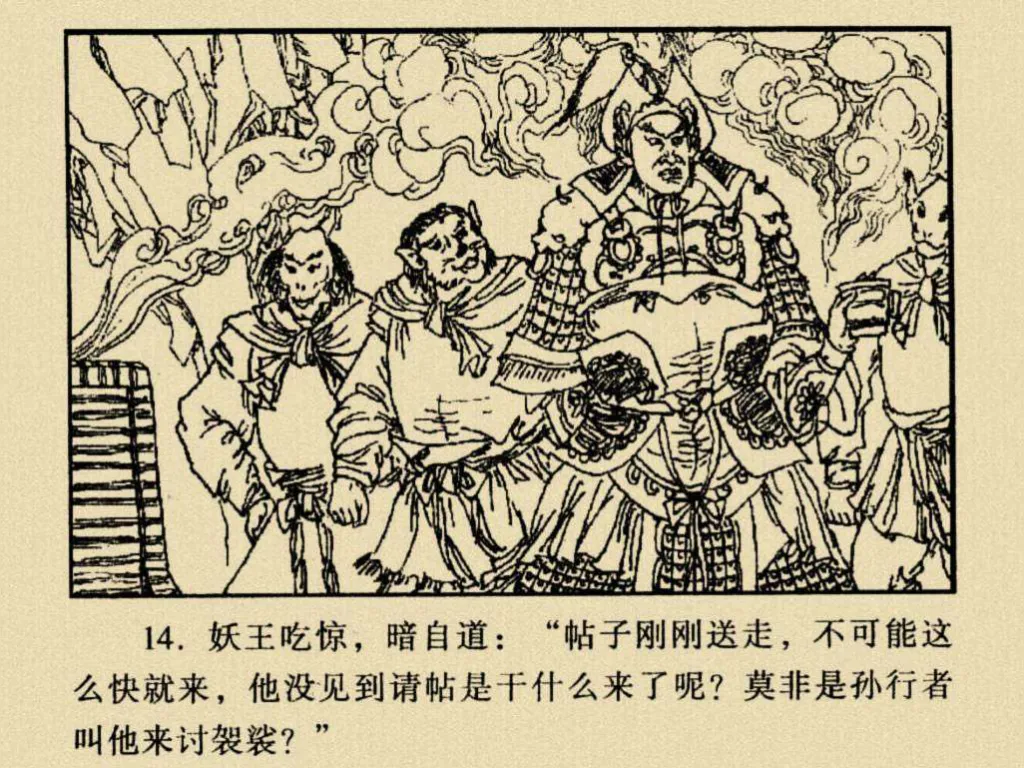 14. 妖王吃惊，暗自道：“帖子刚刚送走，不可能这
么快就来，他没见到请帖是干什么来了呢？莫非是孙行者
叫他来讨袈裟？”